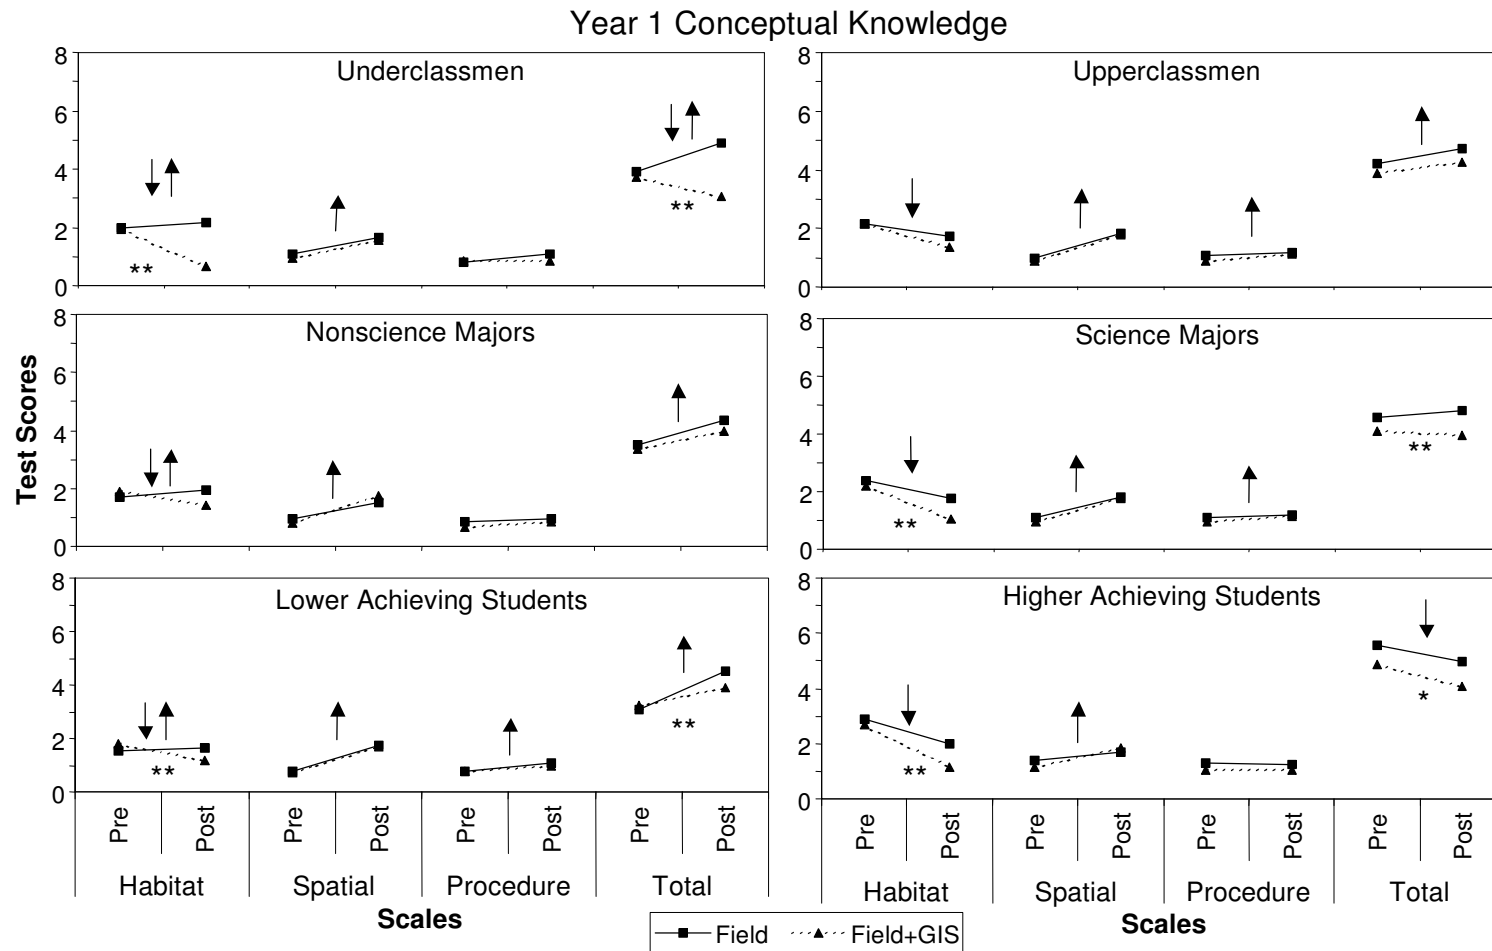 Year 1 Conceptual Knowledge
Test Scores
Underclassmen
8
6
4
2
0
**
**
Upperclassmen
8
6
4
2
0
Nonscience Majors
8
6
4
2
0
Science Majors
8
6
4
2
0
**
**
Lower Achieving Students
8
6
4
2
0
**
**
Higher Achieving Students
8
6
4
2
0
**
*
Pre Post Pre Post Pre Post Pre Post
Habitat Spatial Procedure Total
Scales
Pre Post Pre Post Pre Post Pre Post
Habitat Spatial Procedure Total
Scales
Field Field+GIS